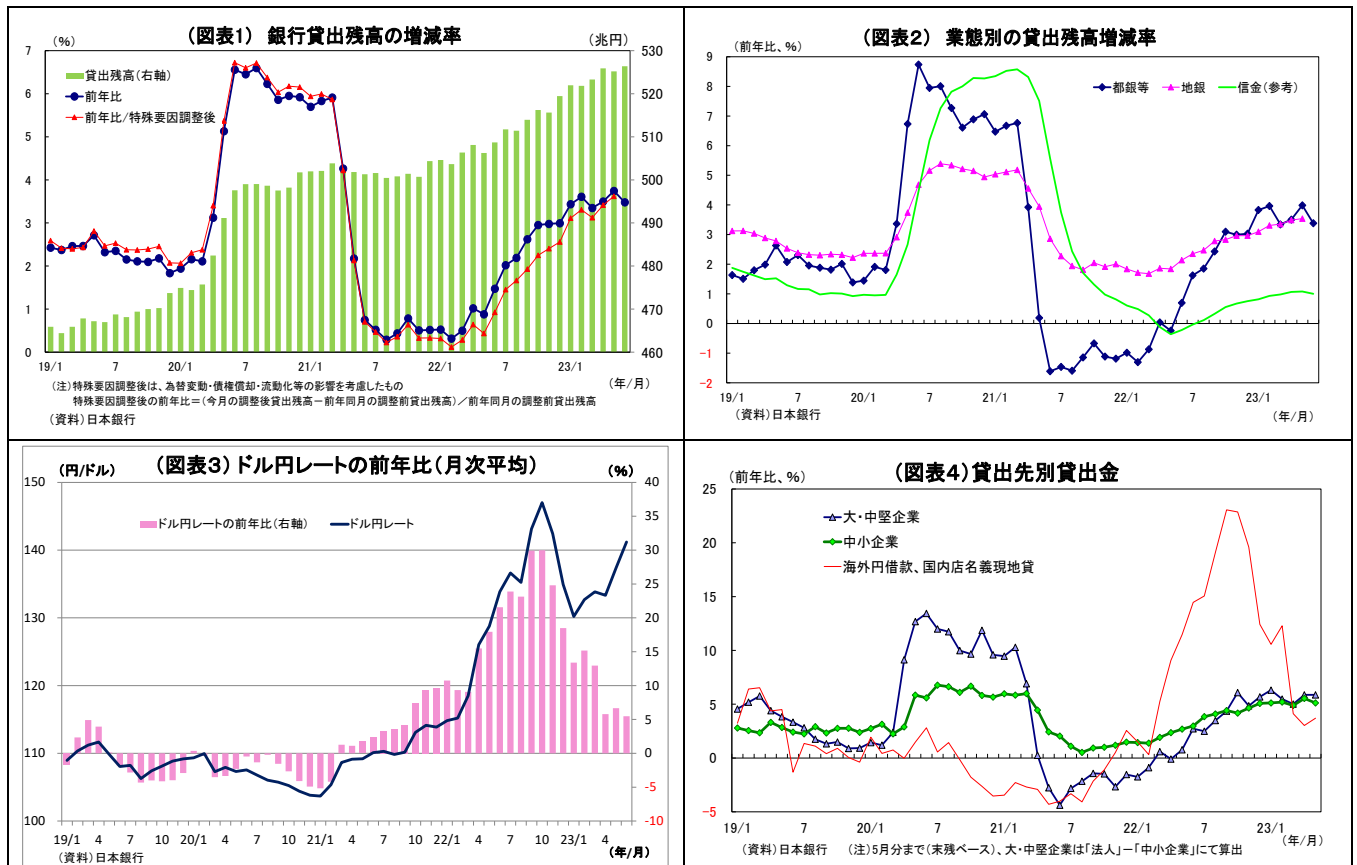 (図表1) 銀行貸出残高の増減率
(%)
(兆円)
貸出残高(右軸)
前年比
前年比/特殊要因調整後
7
6
5
4
3
2
1
0
530
520
510
500
490
480
470
460
19/1 7 20/1 7 21/1 7 22/1 7 23/1
(年/月)
(注)特殊要因調整後は、為替変動・債権償却・流動化等の影響を考慮したもの
特殊要因調整後の前年比=(今月の調整後貸出残高-前年同月の調整前貸出残高)/前年同月の調整前貸出残高
(資料)日本銀行
(図表2) 業態別の貸出残高増減率
(前年比、%)
都銀等 地銀 信金(参考)
9
8
7
6
5
4
3
2
1
0
-1
-2
19/1 7 20/1 7 21/1 7 22/1 7 23/1
(年/月)
(資料)日本銀行
(図表3)ドル円レートの前年比(月次平均)
(円/ドル)
(%)
ドル円レートの前年比(右軸) ドル円レート
150
140
130
120
110
100
40
35
30
25
20
15
10
5
0
-5
-10
19/1 4 7 10 20/1 4 7 10 21/1 4 7 10 22/1 4 7 10 23/1 4
(資料)日本銀行
(年/月)
(図表4)貸出先別貸出金
(前年比、%)
大・中堅企業
中小企業
海外円借款、国内店名義現地貸
25
20
15
10
5
0
-5
19/1 7 20/1 7 21/1 7 22/1 7 23/1
(年/月)
(資料)日本銀行 (注)5月分まで(末残ベース)、大・中堅企業は「法人」-「中小企業」にて算出